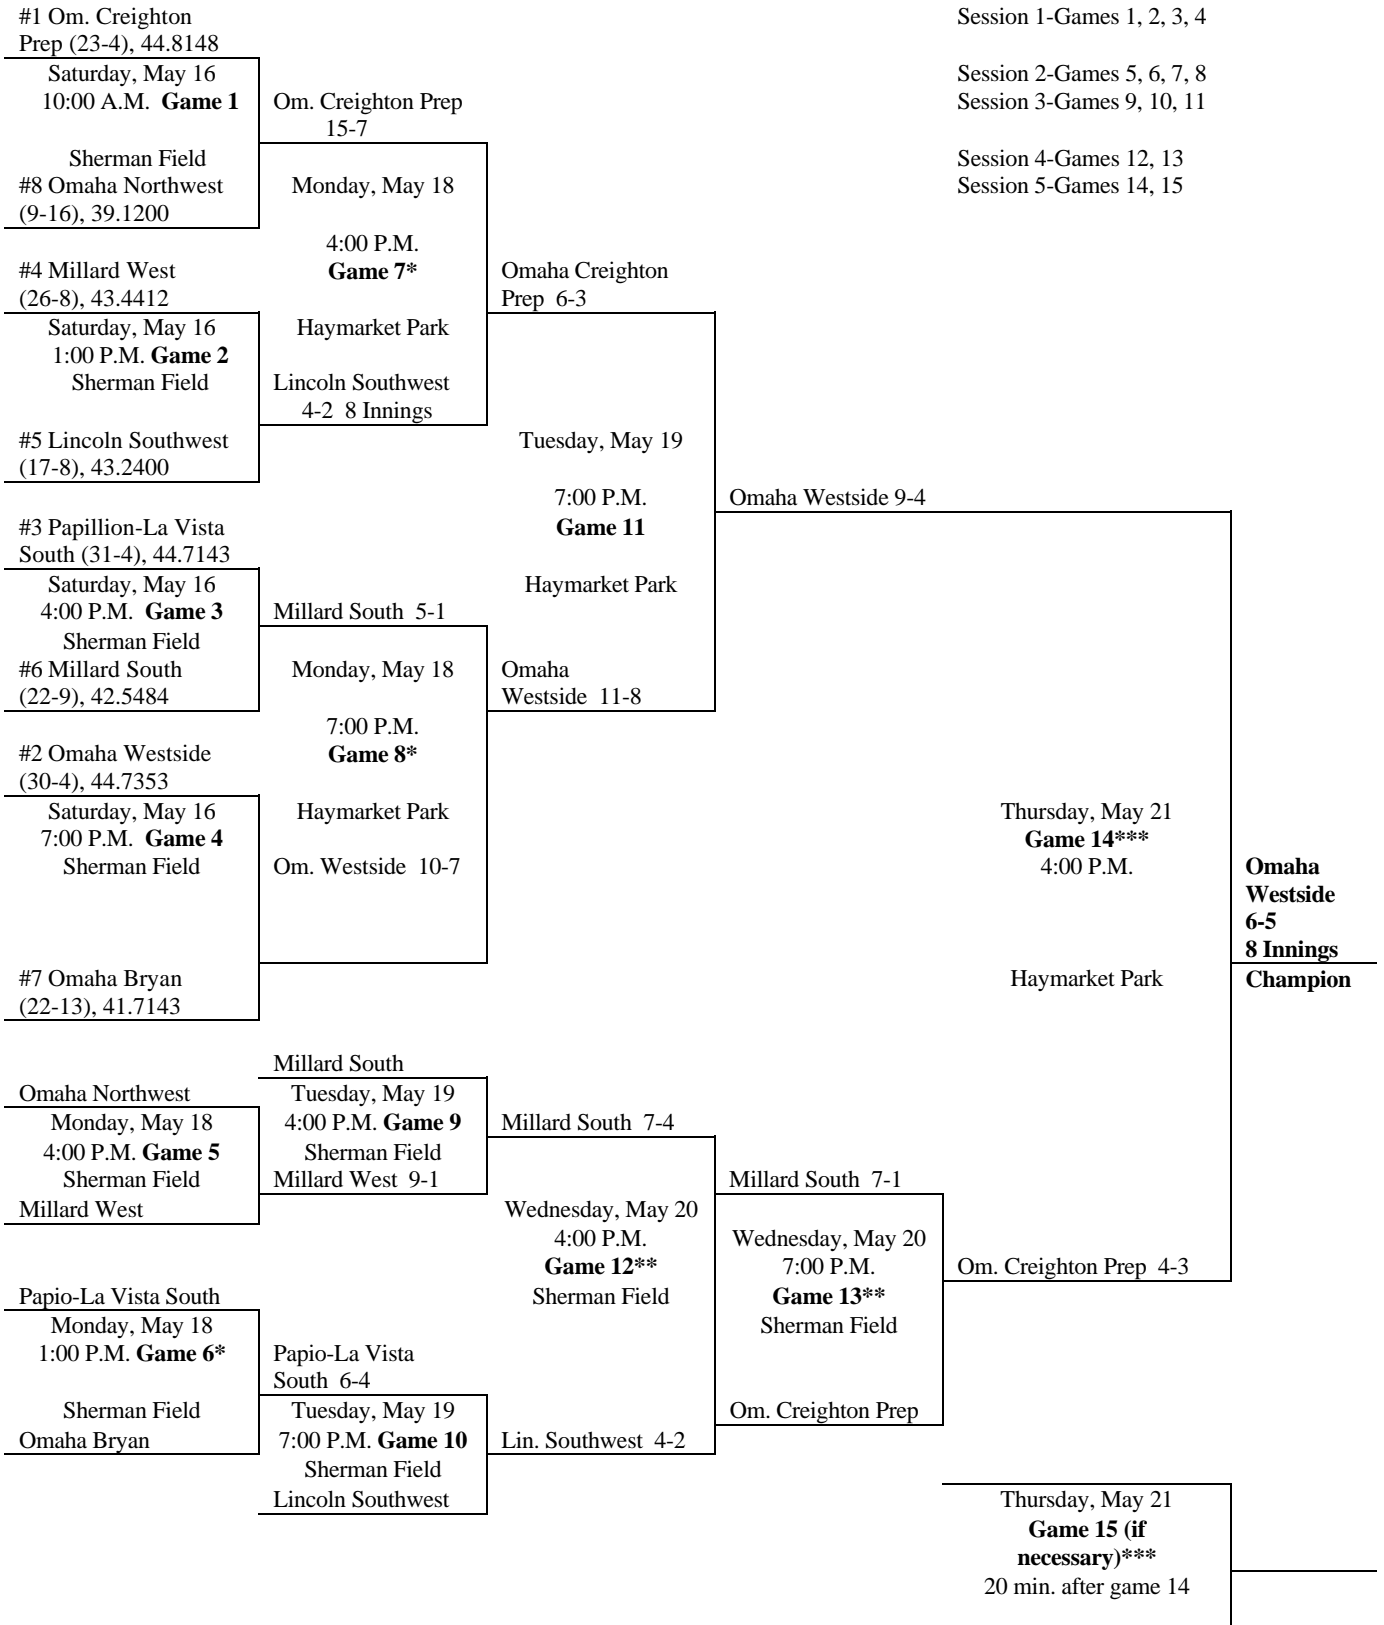 #1 Om. Creighton
Prep (23-4), 44.8148
Saturday, May 16
10:00 A.M. Game 1
Sherman Field
#8 Omaha Northwest
(9-16), 39.1200
#4 Millard West
(26-8), 43.4412
Saturday, May 16
1:00 P.M. Game 2
Sherman Field
#5 Lincoln Southwest
(17-8), 43.2400
#3 Papillion-La Vista
South (31-4), 44.7143
Saturday, May 16
4:00 P.M. Game 3
Sherman Field
#6 Millard South
(22-9), 42.5484
#2 Omaha Westside
(30-4), 44.7353
Saturday, May 16
7:00 P.M. Game 4
Sherman Field
#7 Omaha Bryan
(22-13), 41.7143
Om. Creighton Prep
15-7
Monday, May 18
4:00 P.M.
Game 7*
Haymarket Park
Lincoln Southwest
4-2 8 Innings
Millard South 5-1
Monday, May 18
7:00 P.M.
Game 8*
Haymarket Park
Om. Westside 10-7
Omaha Creighton
Prep 6-3
Tuesday, May 19
7:00 P.M.
Game 11
Haymarket Park
Omaha
Westside 11-8
Omaha Westside 9-4
Session 1-Games 1, 2, 3, 4
Session 2-Games 5, 6, 7, 8
Session 3-Games 9, 10, 11
Session 4-Games 12, 13
Session 5-Games 14, 15
Thursday, May 21
Game 14***
4:00 P.M.
Haymarket Park
Omaha
Westside
6-5
8 Innings
Champion
Omaha Northwest
Monday, May 18
4:00 P.M. Game 5
Sherman Field
Millard West
Papio-La Vista South
Monday, May 18
1:00 P.M. Game 6*
Sherman Field
Omaha Bryan
Millard South
Tuesday, May 19
4:00 P.M. Game 9
Sherman Field
Millard West 9-1
Papio-La Vista
South 6-4
Tuesday, May 19
7:00 P.M. Game 10
Sherman Field
Lincoln Southwest
Millard South 7-4
Wednesday, May 20
4:00 P.M.
Game 12**
Sherman Field
Lin. Southwest 4-2
Millard South 7-1
Wednesday, May 20
7:00 P.M.
Game 13**
Sherman Field
Om. Creighton Prep
Om. Creighton Prep 4-3
Thursday, May 21
Game 15 (if
necessary)***
20 min. after game 14